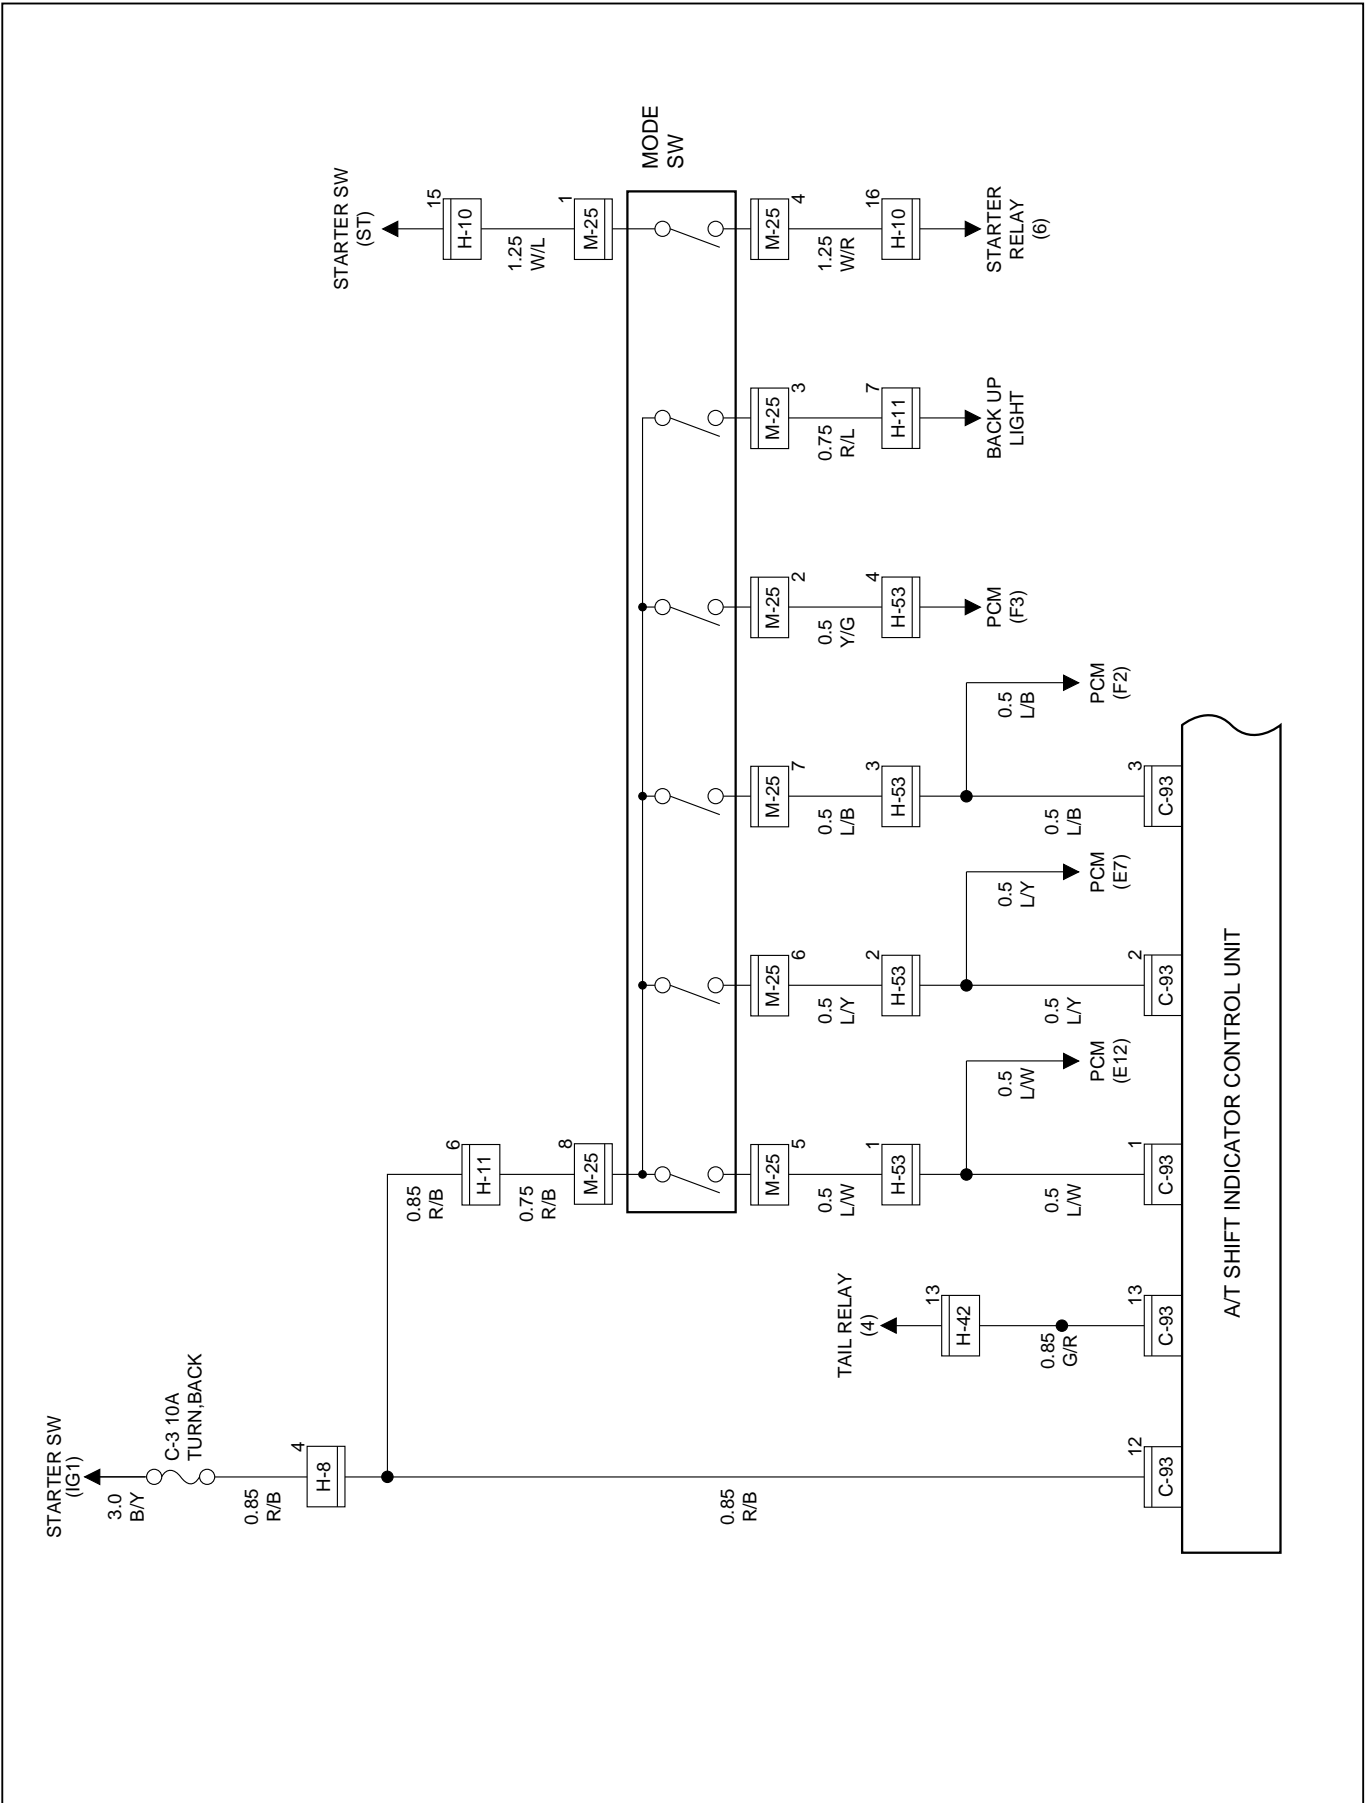 STARTER SW
(IG1)
3.0
B/Y
C-3 10A
TURN,BACK
0.85
R/B
4
H-8
0.85
R/B
12
C-93
TAIL RELAY
(4)
13
H-42
0.85
G/R
13
C-93
0.85
R/B
6
H-11
0.75
R/B
8
M-25
M-25
5
0.5
L/W
1
H-53
0.5
L/W
PCM
(E12)
0.5
L/W
1
C-93
M-25
6
0.5
L/Y
2
H-53
0.5
L/Y
PCM
(E7)
0.5
L/Y
2
C-93
M-25
7
0.5
L/B
3
H-53
0.5
L/B
PCM
(F2)
0.5
L/B
3
C-93
M-25
2
0.5
Y/G
4
H-53
PCM
(F3)
M-25
3
0.75
R/L
7
H-11
BACK UP
LIGHT
STARTER SW
(ST)
15
H-10
1.25
W/L
1
M-25
MODE
SW
M-25
4
1.25
W/R
16
H-10
STARTER
RELAY
(6)
A/T SHIFT INDICATOR CONTROL UNIT